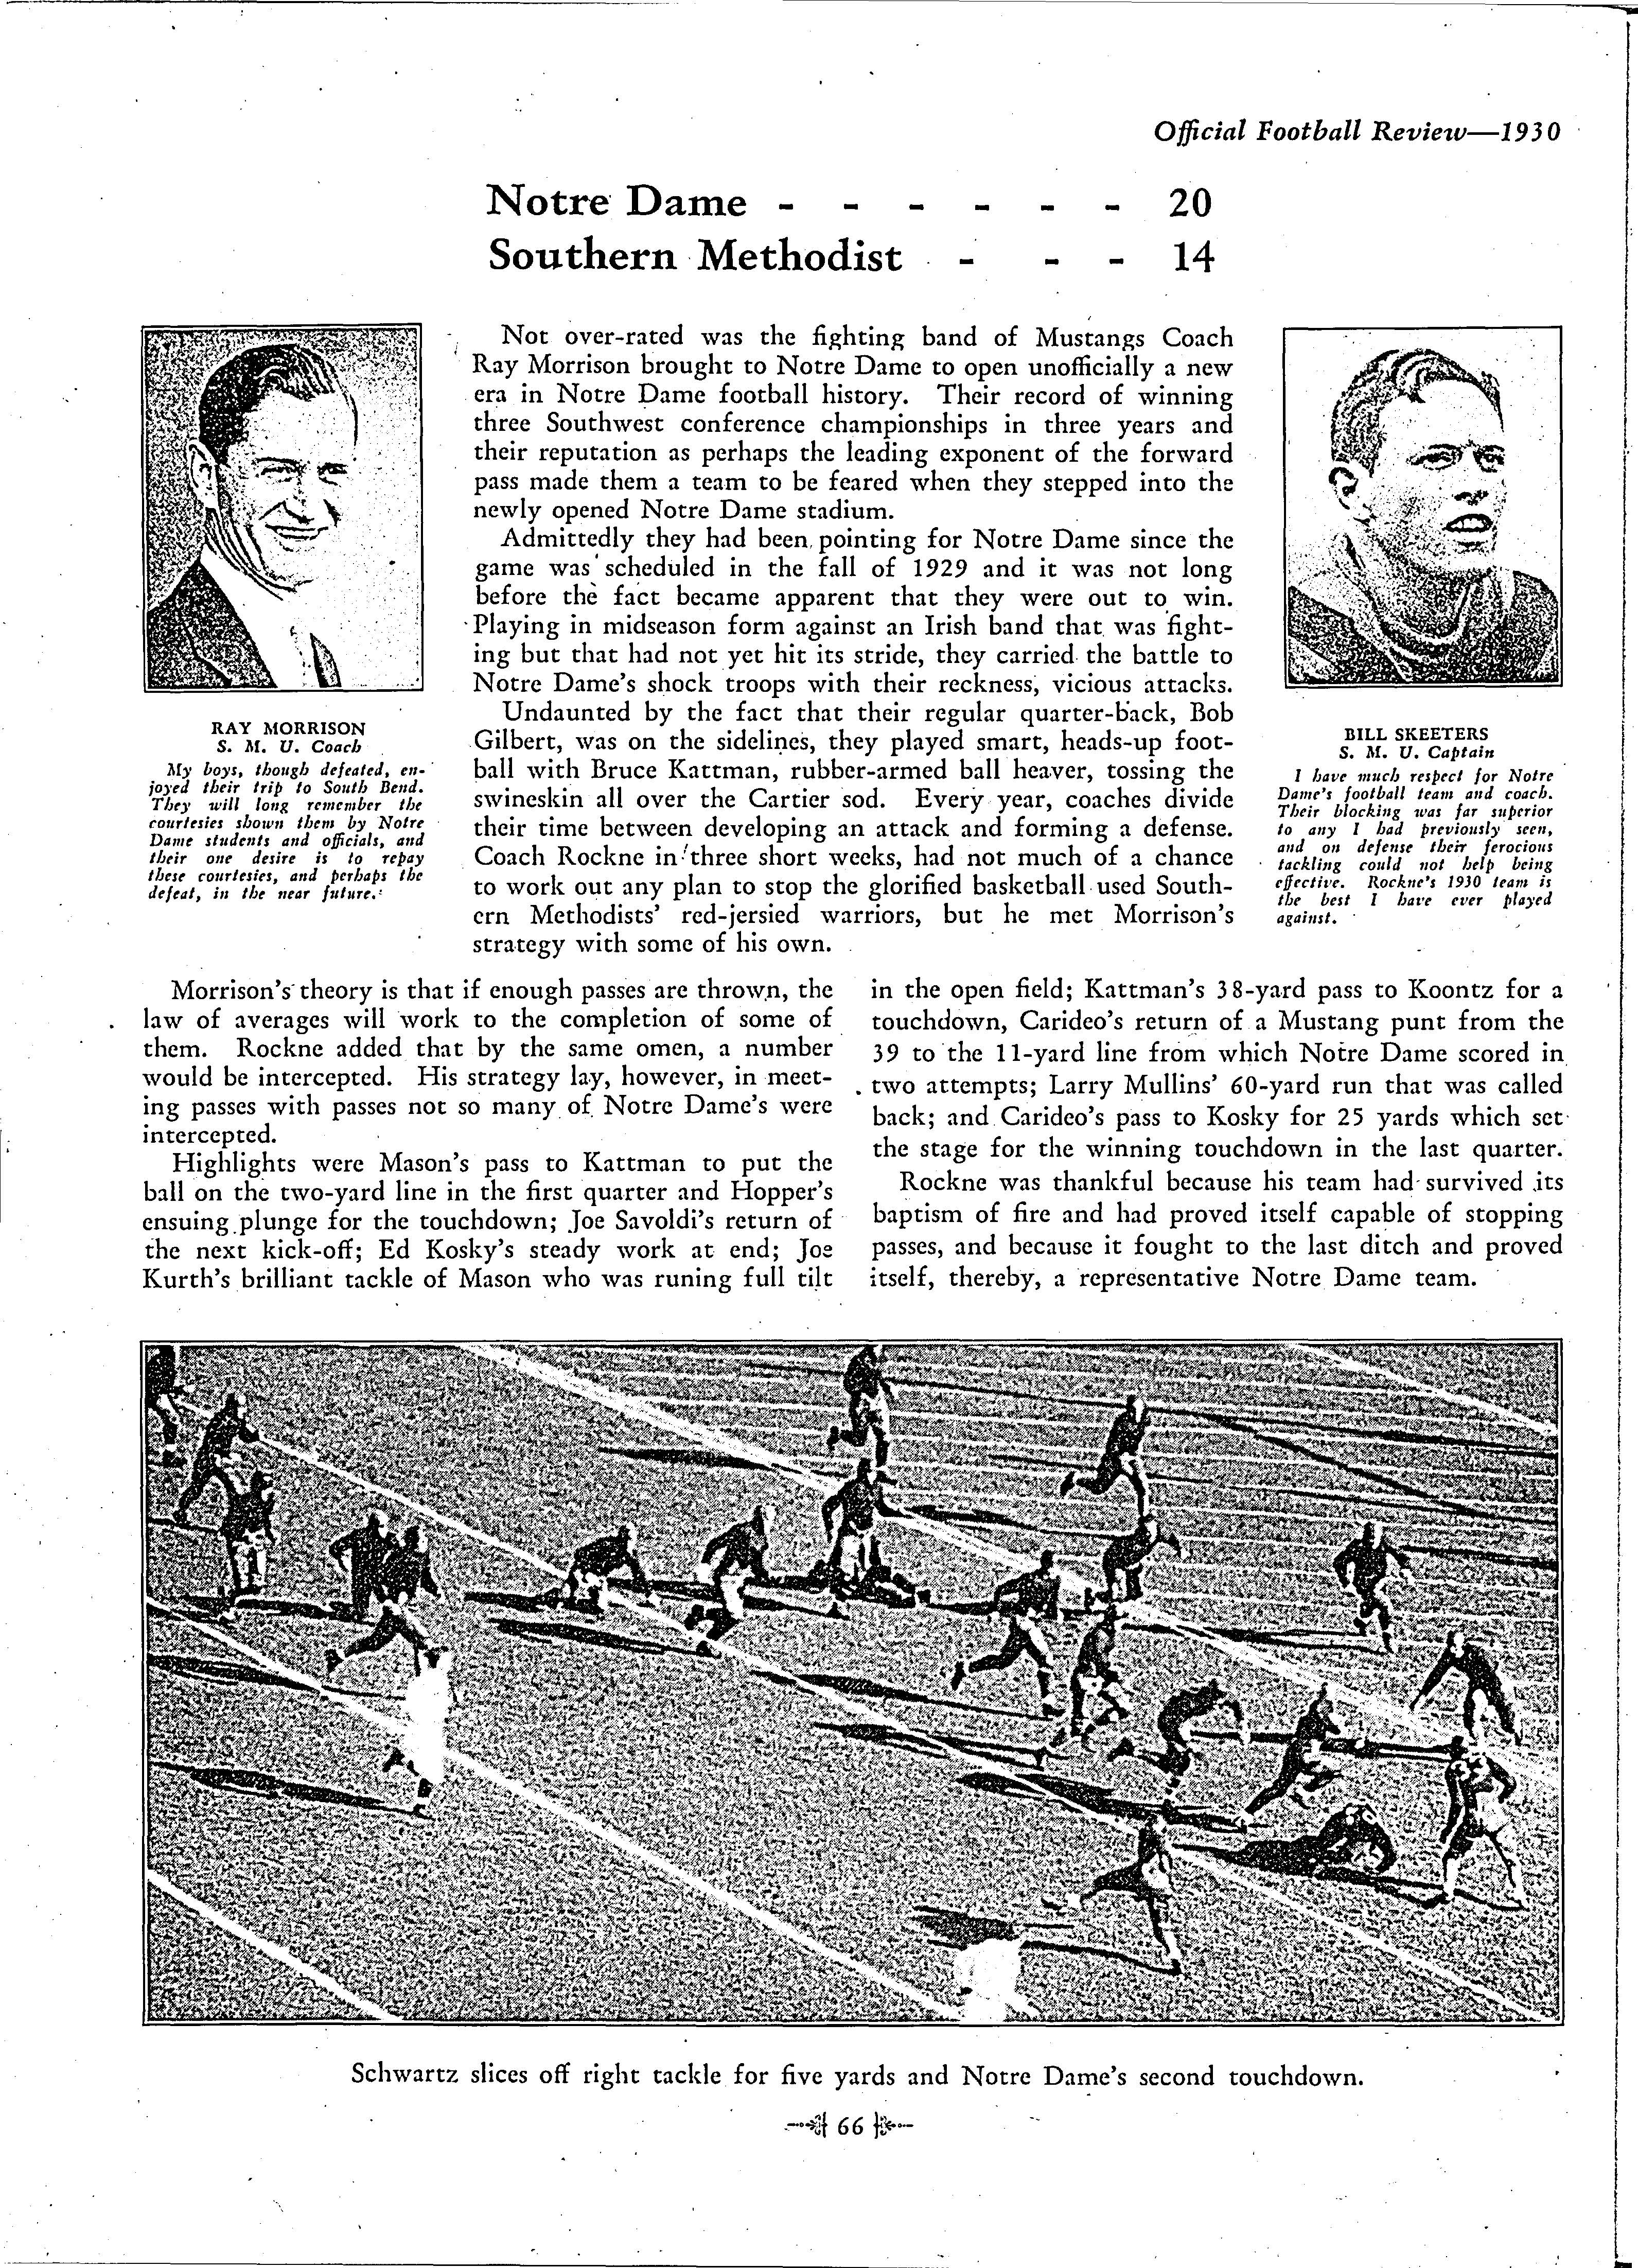 Official Football Review—1930
Notre Dame - - - - - - 20
Southern Methodist - - - 14
Not over-rated was the fighting band of Mustangs Coach
Ray Morrison brought to Notre Dame to open unofficially a new
era in Notre Dame football history. Their record of winning
three Southwest conference championships in three years and
their reputation as perhaps the leading exponent of the forward
pass made them a team to be feared when they stepped into the
newly opened Notre Dame stadium.
Admittedly they had been pointing for Notre Dame since the
game was scheduled in the fall of 1929 and it was not long
before the fact became apparent that they were out to win.
Playing in midseason form against an Irish band that was fight-
ing but that had not yet hit its stride, they carried the battle to
Notre Dame's shock troops with their reckness, vicious attacks.
Undaunted by the fact that their regular quarter-back, Bob
Gilbert, was on the sidelines, they played smart, heads-up foot-
ball with Bruce Kattman, rubber-armed ball heaver, tossing the
swineskin all over the Cartier sod. Every year, coaches divide
their time between developing an attack and forming a defense.
Coach Rockne in three short weeks, had not much of a chance
to work out any plan to stop the glorified basketball used South-
ern Methodists' red-jersied warriors, but he met Morrison's
strategy with some of his own.
RAY MORRISON
S. M. U. Coach
My boys, though defeated, en-
joyed their trip to South Bend.
They will long remember the
courtesies shown them by Notre
Dame students and officials, and
their one desire is to repay
these courtesies, and perhaps the
defeat, in the near future.
BILL SKEETERS
S. M. U. Captain
I have much respect for Notre
Dame's football team and coach.
Their blocking was far superior
to any I had previously seen,
and on defense their ferocious
tackling could not help being
effective. Rockne's 1930 team is
the best I have ever played
against.
Morrison's theory is that if enough passes are thrown, the
law of averages will work to the completion of some of
them. Rockne added that by the same omen, a number
would be intercepted. His strategy lay, however, in meet-
ing passes with passes not so many of Notre Dame's were
intercepted.
Highlights were Mason's pass to Kattman to put the
ball on the two-yard line in the first quarter and Hopper's
ensuing plunge for the touchdown; Joe Savoldi's return of
the next kick-off; Ed Kosky's steady work at end; Joe
Kurth's brilliant tackle of Mason who was runing full tilt
in the open field; Kattman's 38-yard pass to Koontz for a
touchdown, Carideo's return of a Mustang punt from the
39 to the 11-yard line from which Notre Dame scored in
two attempts; Larry Mullins' 60-yard run that was called
back; and Carideo's pass to Kosky for 25 yards which set
the stage for the winning touchdown in the last quarter.
Rockne was thankful because his team had survived its
baptism of fire and had proved itself capable of stopping
passes, and because it fought to the last ditch and proved
itself, thereby, a representative Notre Dame team.
33
Schwartz slices off right tackle for five yards and Notre Dame's second touchdown.
66